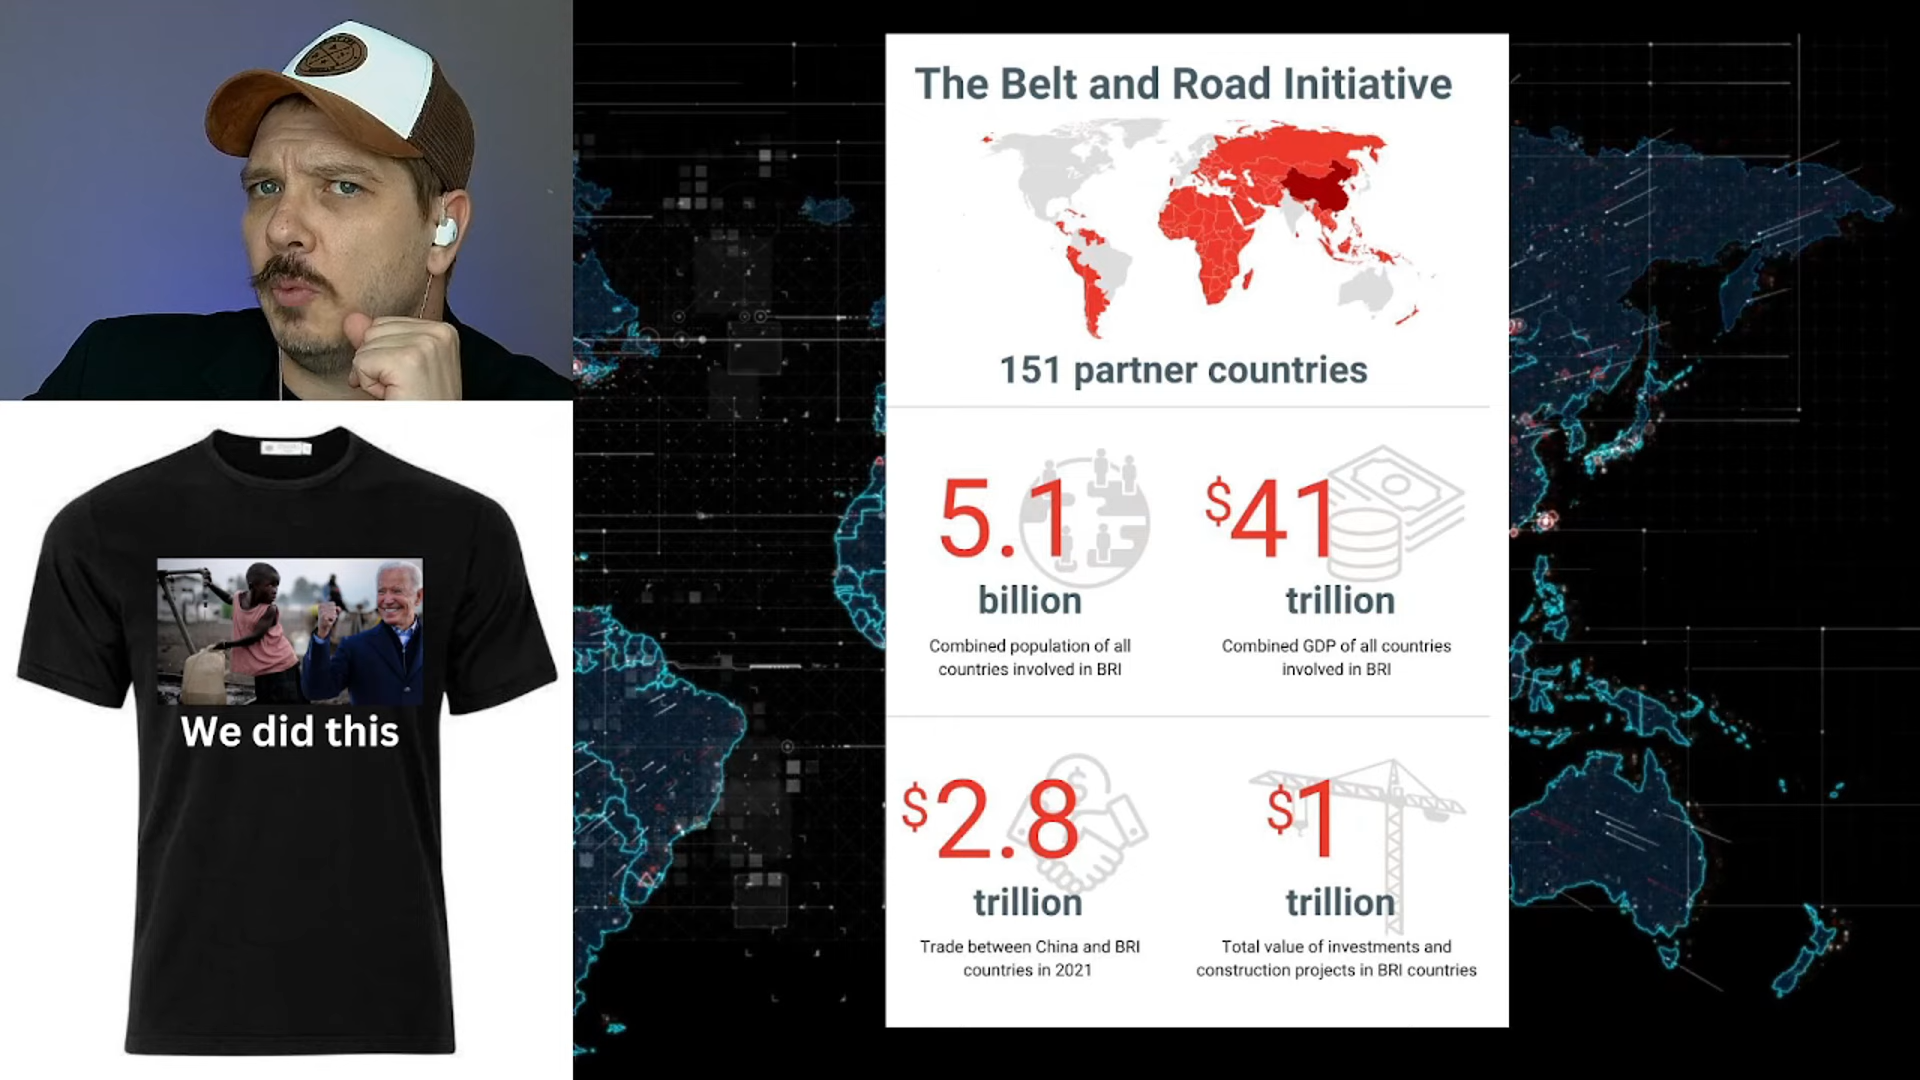 The Belt and Road Initiative
151 partner countries
5.1
billion
Combined population of all
countries involved in BRI
$41
trillion
Combined GDP of all countries
involved in BRI
$2.8
trillion
Trade between China and BRI
countries in 2021
$1
trillion
Total value of investments and
construction projects in BRI countries
We did this